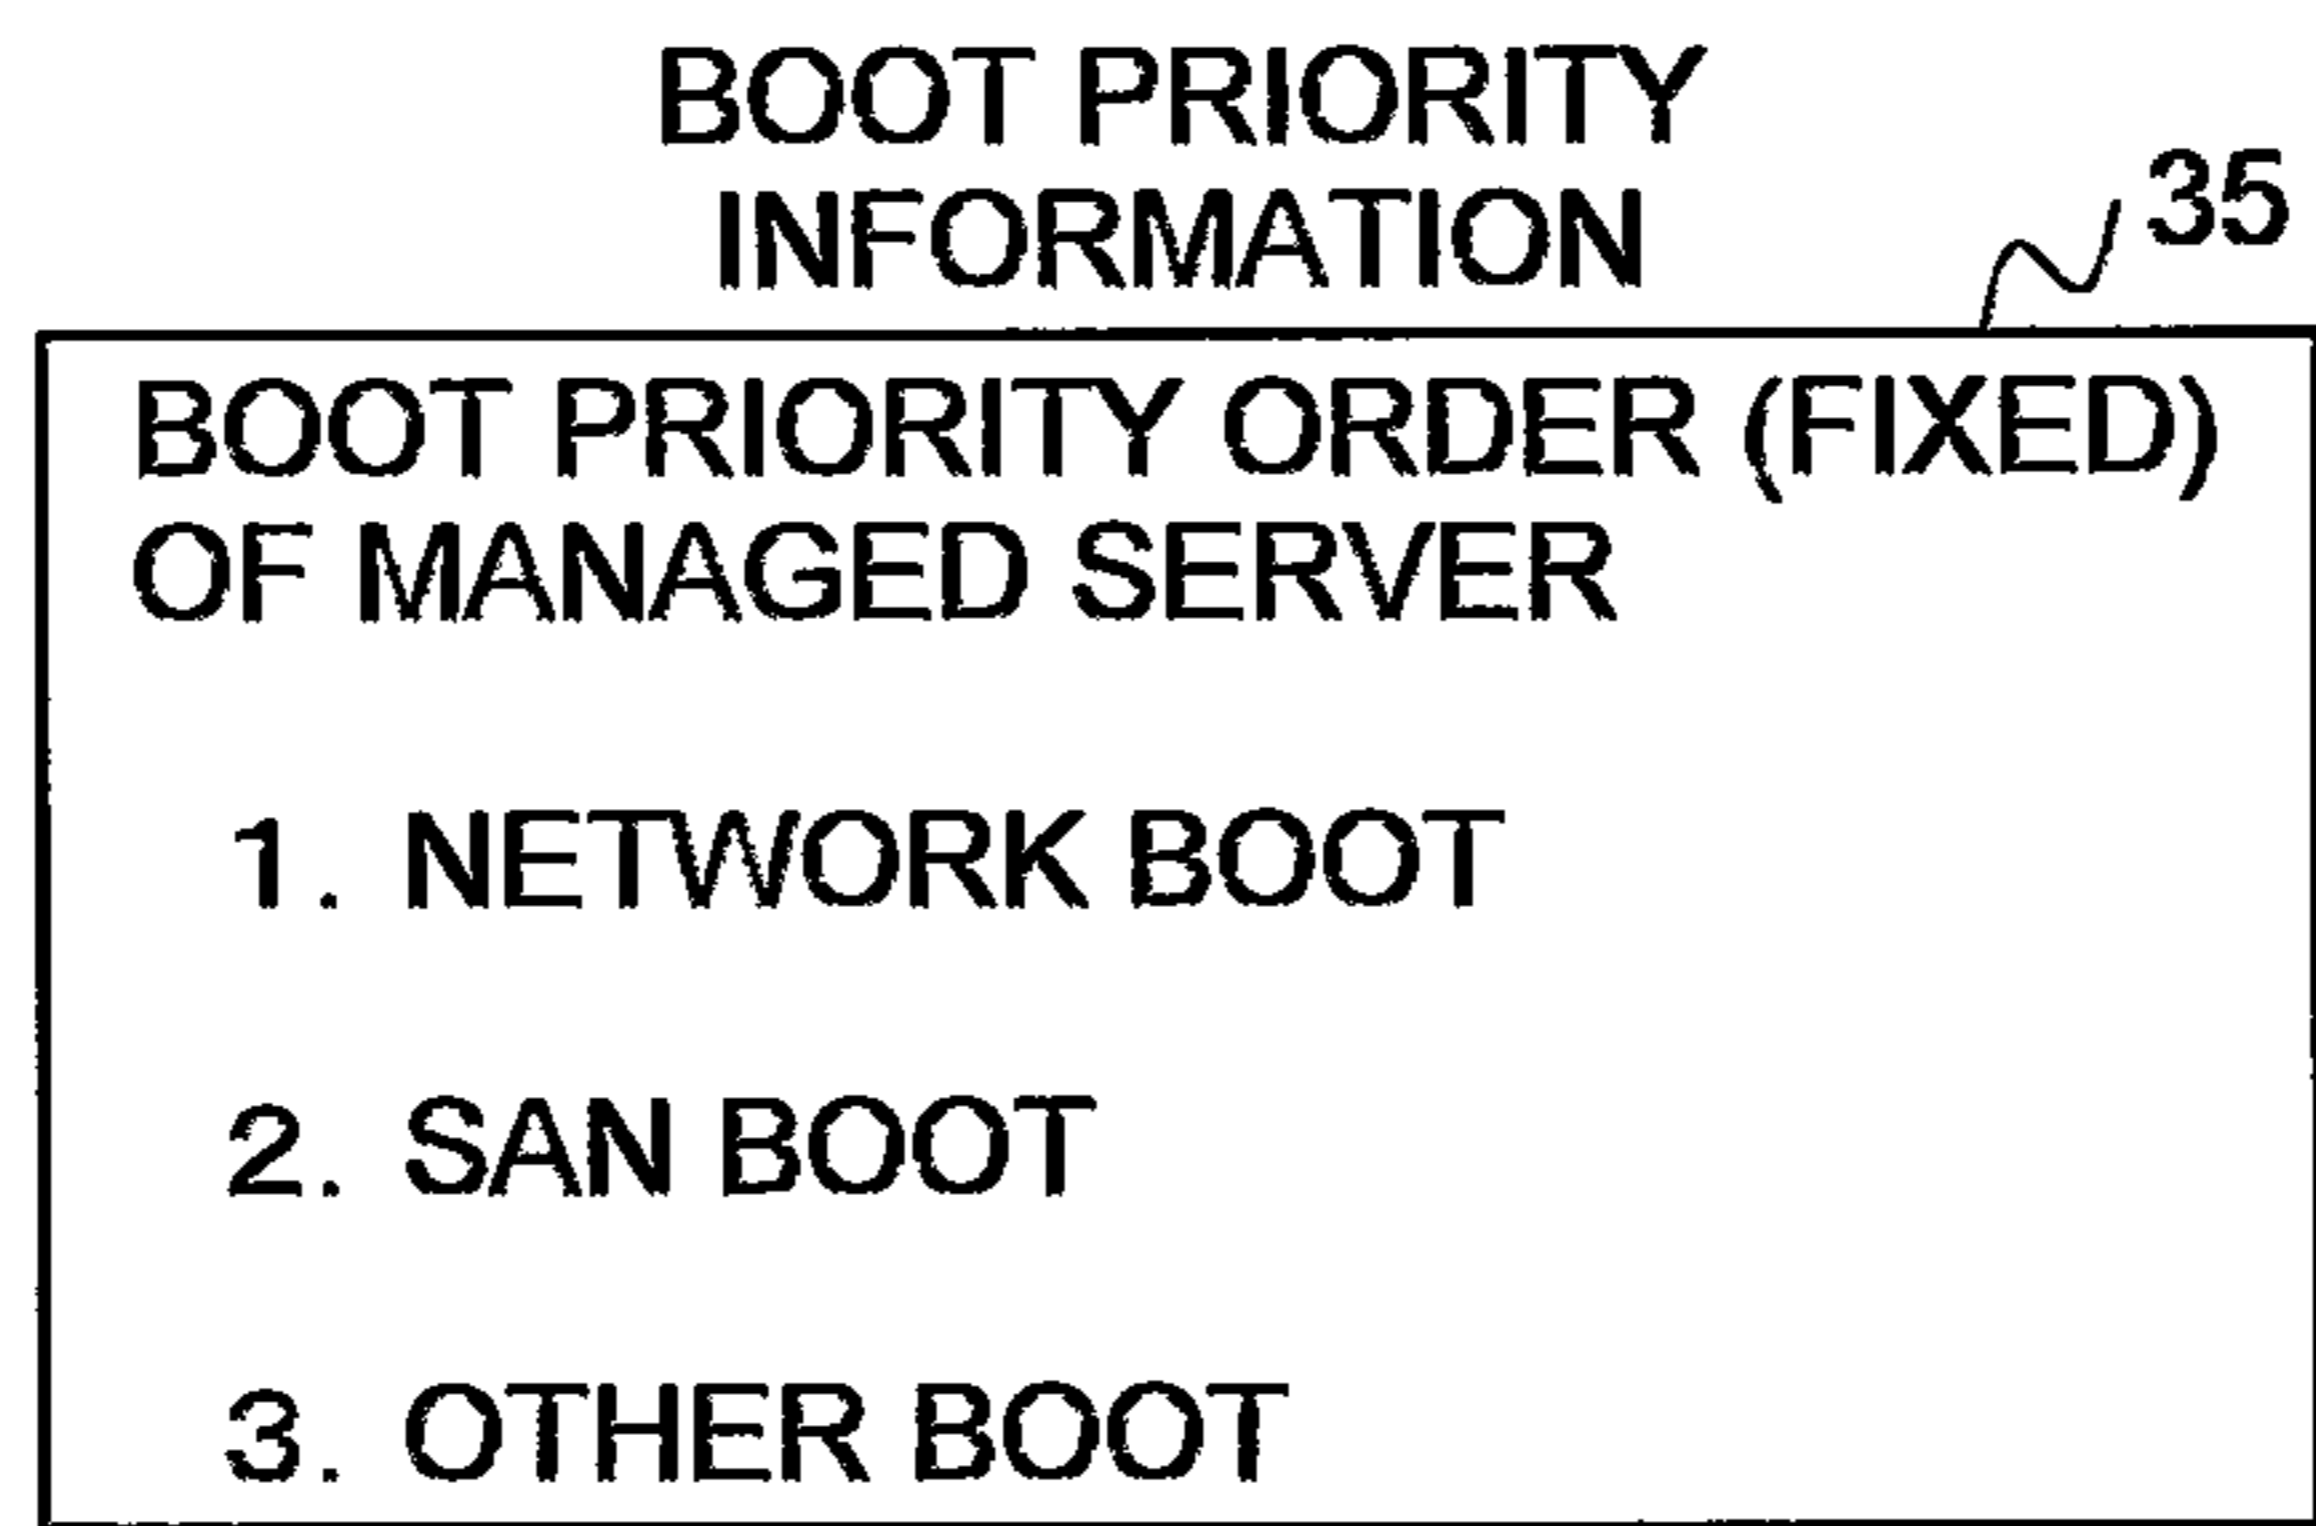 BOOT PRIORITY
INFORMATION
35
BOOT PRIORITY ORDER (FIXED)
OF MANAGED SERVER
1. NETWORK BOOT
2. SAN BOOT
3. OTHER BOOT